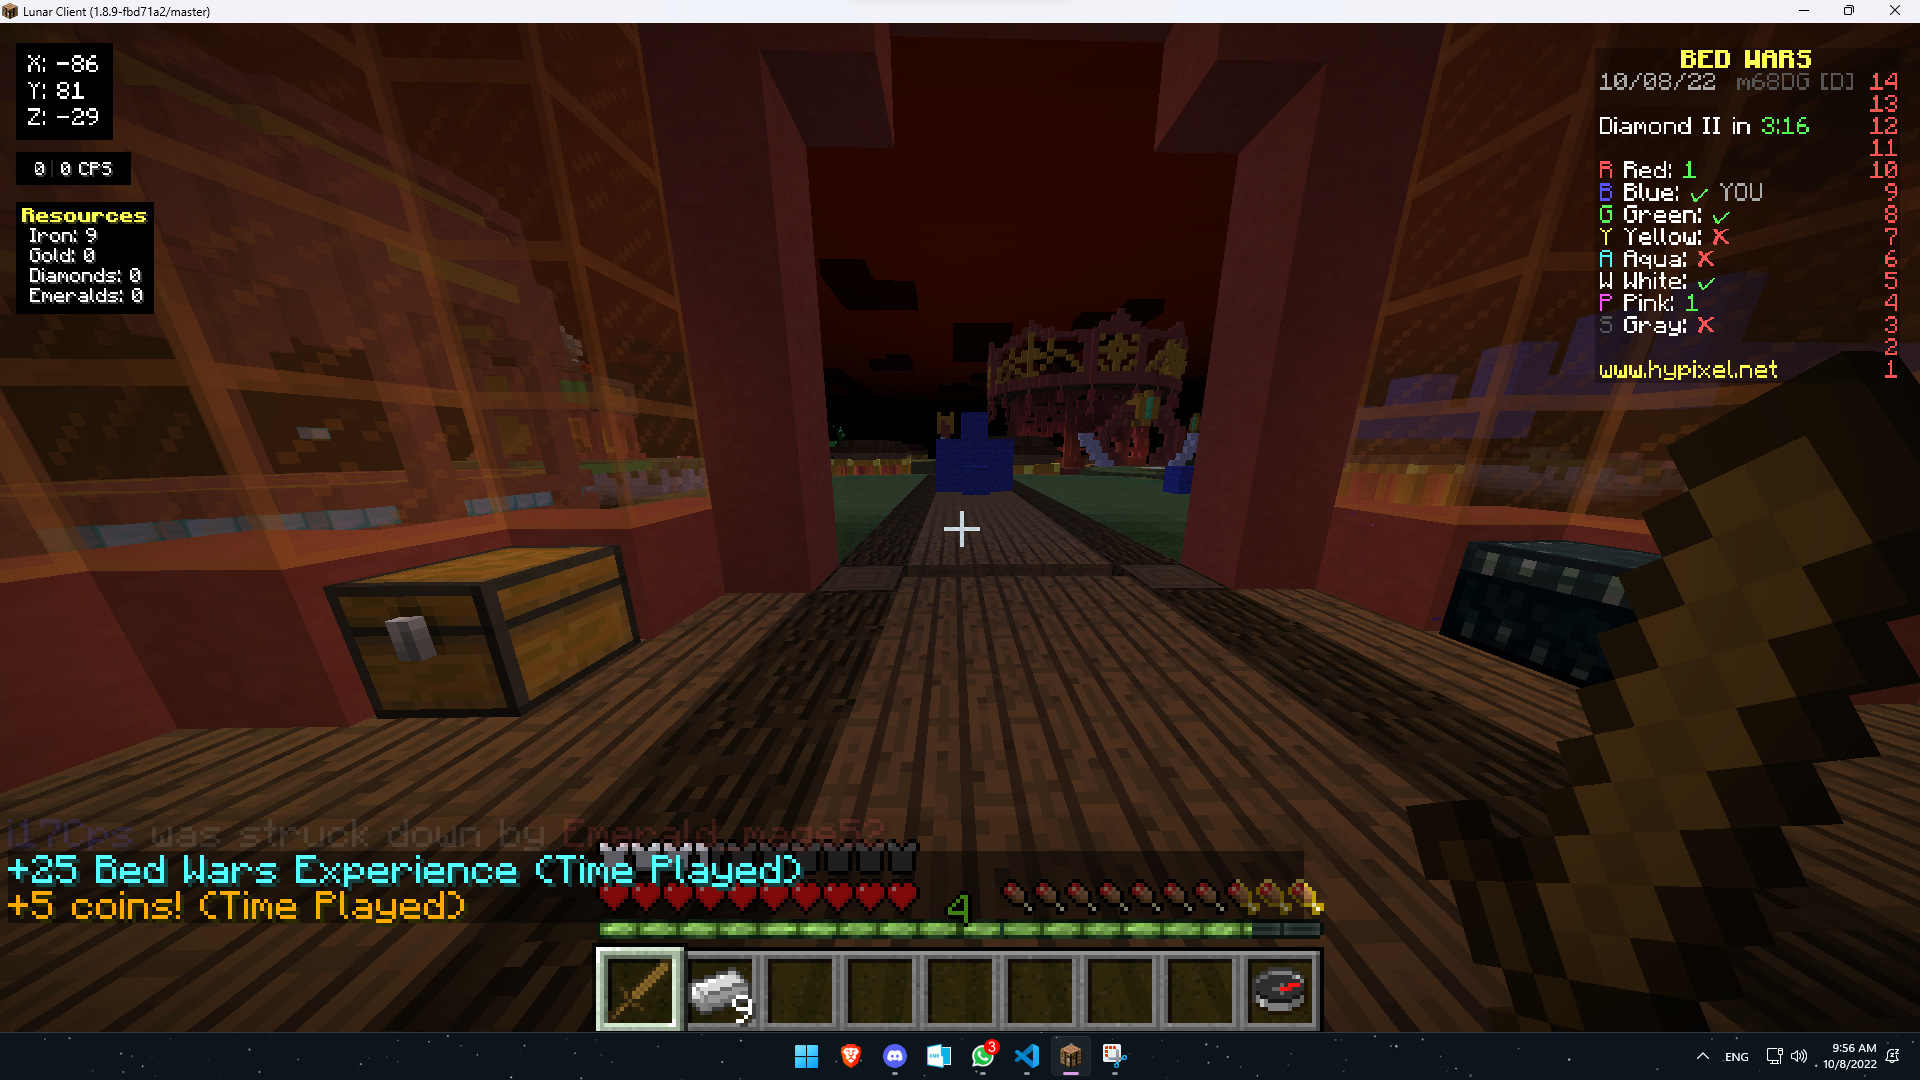 Lunar Client (1.8.9-fbd71a2/master)
X: -86
Y: 81
Z: -29
0 | 0 CPS
Resources
Iron: 9
Gold: 0
Diamonds: 0
Emeralds: 0
BED WARS
10/08/22 m68DG [D] 14
13
Diamond II in 3:16 12
11
R Red: 1 10
B Blue: ✓ YOU 9
G Green: ✓ 8
Y Yellow: ✗ 7
A Aqua: ✗ 6
W White: ✓ 5
P Pink: 1 4
S Gray: ✗ 3
2
www.hypixel.net 1
i17Cps was struck down by Emerald_mage52
+25 Bed Wars Experience (Time Played)
+5 coins! (Time Played)
4
9
3
ENG
9:56 AM
10/8/2022